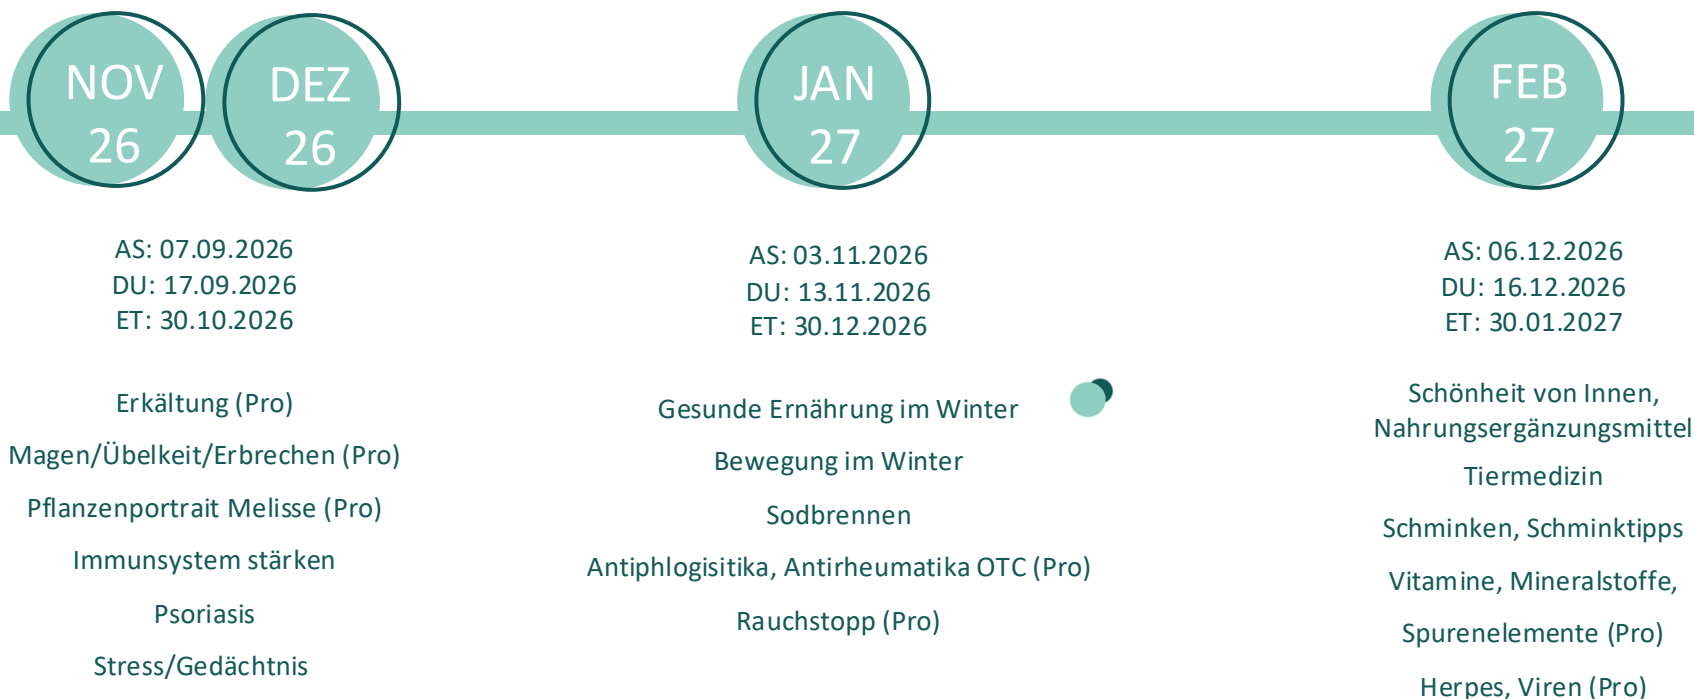 NOV
26
DEZ
26
JAN
27
FEB
27
AS: 07.09.2026
DU: 17.09.2026
ET: 30.10.2026
Erkältung (Pro)
Magen/Übelkeit/Erbrechen (Pro)
Pflanzenportrait Melisse (Pro)
Immunsystem stärken
Psoriasis
Stress/Gedächtnis
AS: 03.11.2026
DU: 13.11.2026
ET: 30.12.2026
Gesunde Ernährung im Winter
Bewegung im Winter
Sodbrennen
Antiphlogisitika, Antirheumatika OTC (Pro)
Rauchstopp (Pro)
AS: 06.12.2026
DU: 16.12.2026
ET: 30.01.2027
Schönheit von Innen,
Nahrungsergänzungsmittel
Tiermedizin
Schminken, Schminktipps
Vitamine, Mineralstoffe,
Spurenelemente (Pro)
Herpes, Viren (Pro)